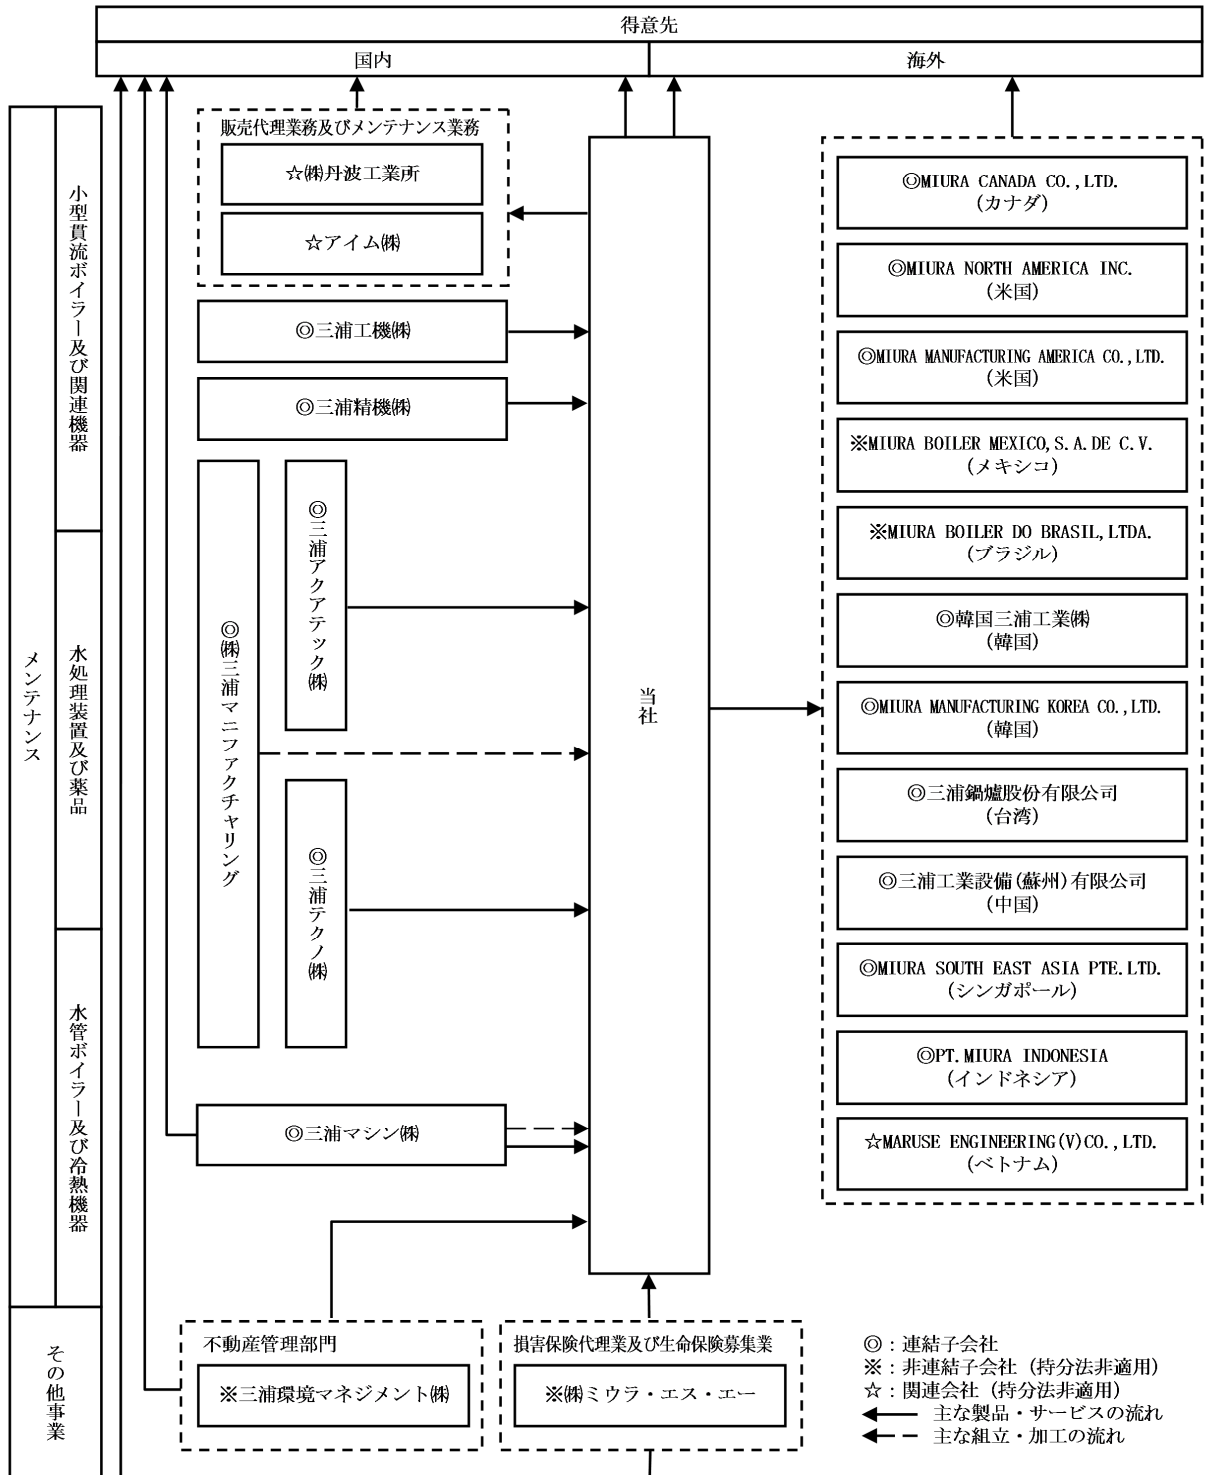 得意先
国内
海外
メンテナンス
小型貫流ボイラー及び関連機器
水処理装置及び薬品
水管ボイラー及び冷熱機器
その他事業
販売代理業務及びメンテナンス業務
☆㈱丹波工業所
☆アイム㈱
◎三浦工機㈱
◎三浦精機㈱
◎㈱三浦マニファクチャリング
◎三浦アクアテック㈱
◎三浦テクノ㈱
◎三浦マシン㈱
不動産管理部門
※三浦環境マネジメント㈱
損害保険代理業及び生命保険募集業
※㈱ミウラ・エス・エー
当社
◎MIURA CANADA CO.,LTD.
(カナダ)
◎MIURA NORTH AMERICA INC.
(米国)
◎MIURA MANUFACTURING AMERICA CO.,LTD.
(米国)
※MIURA BOILER MEXICO,S.A.DE C.V.
(メキシコ)
※MIURA BOILER DO BRASIL,LTDA.
(ブラジル)
◎韓国三浦工業㈱
(韓国)
◎MIURA MANUFACTURING KOREA CO.,LTD.
(韓国)
◎三浦鍋爐股份有限公司
(台湾)
◎三浦工業設備(蘇州)有限公司
(中国)
◎MIURA SOUTH EAST ASIA PTE.LTD.
(シンガポール)
◎PT.MIURA INDONESIA
(インドネシア)
☆MARUSE ENGINEERING(V)CO.,LTD.
(ベトナム)
◎：連結子会社
※：非連結子会社（持分法非適用）
☆：関連会社（持分法非適用）
主な製品・サービスの流れ
主な組立・加工の流れ